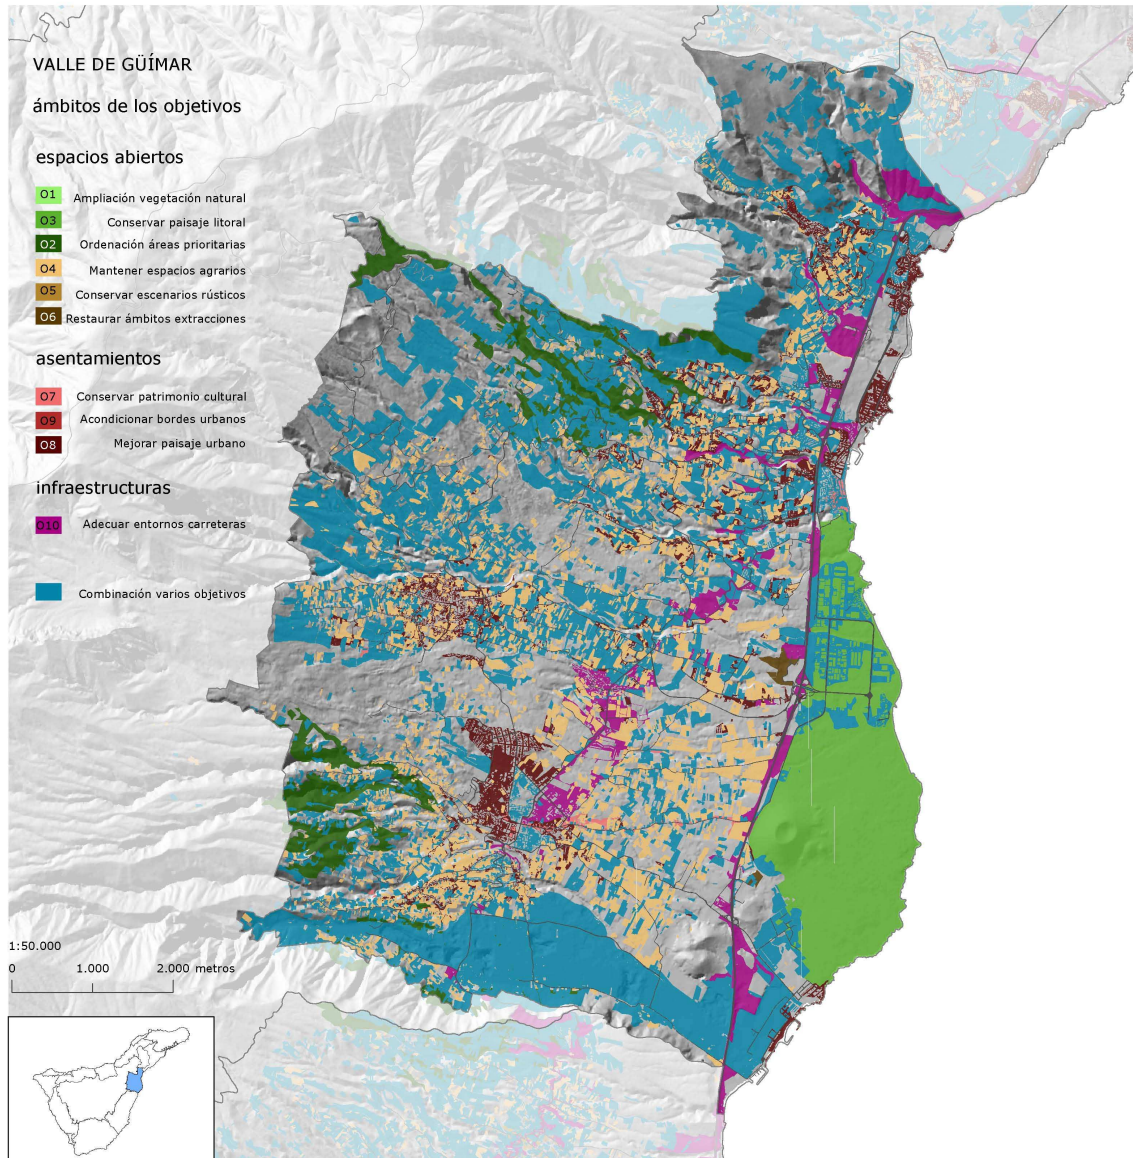 VALLE DE GÜÍMAR
ámbitos de los objetivos
espacios abiertos
O1 Ampliación vegetación natural
O3 Conservar paisaje litoral
O2 Ordenación áreas prioritarias
O4 Mantener espacios agrarios
O5 Conservar escenarios rústicos
O6 Restaurar ámbitos extracciones
asentamientos
O7 Conservar patrimonio cultural
O9 Acondicionar bordes urbanos
O8 Mejorar paisaje urbano
infraestructuras
O10 Adecuar entornos carreteras
Combinación varios objetivos
1:50.000
0 1.000 2.000 metros